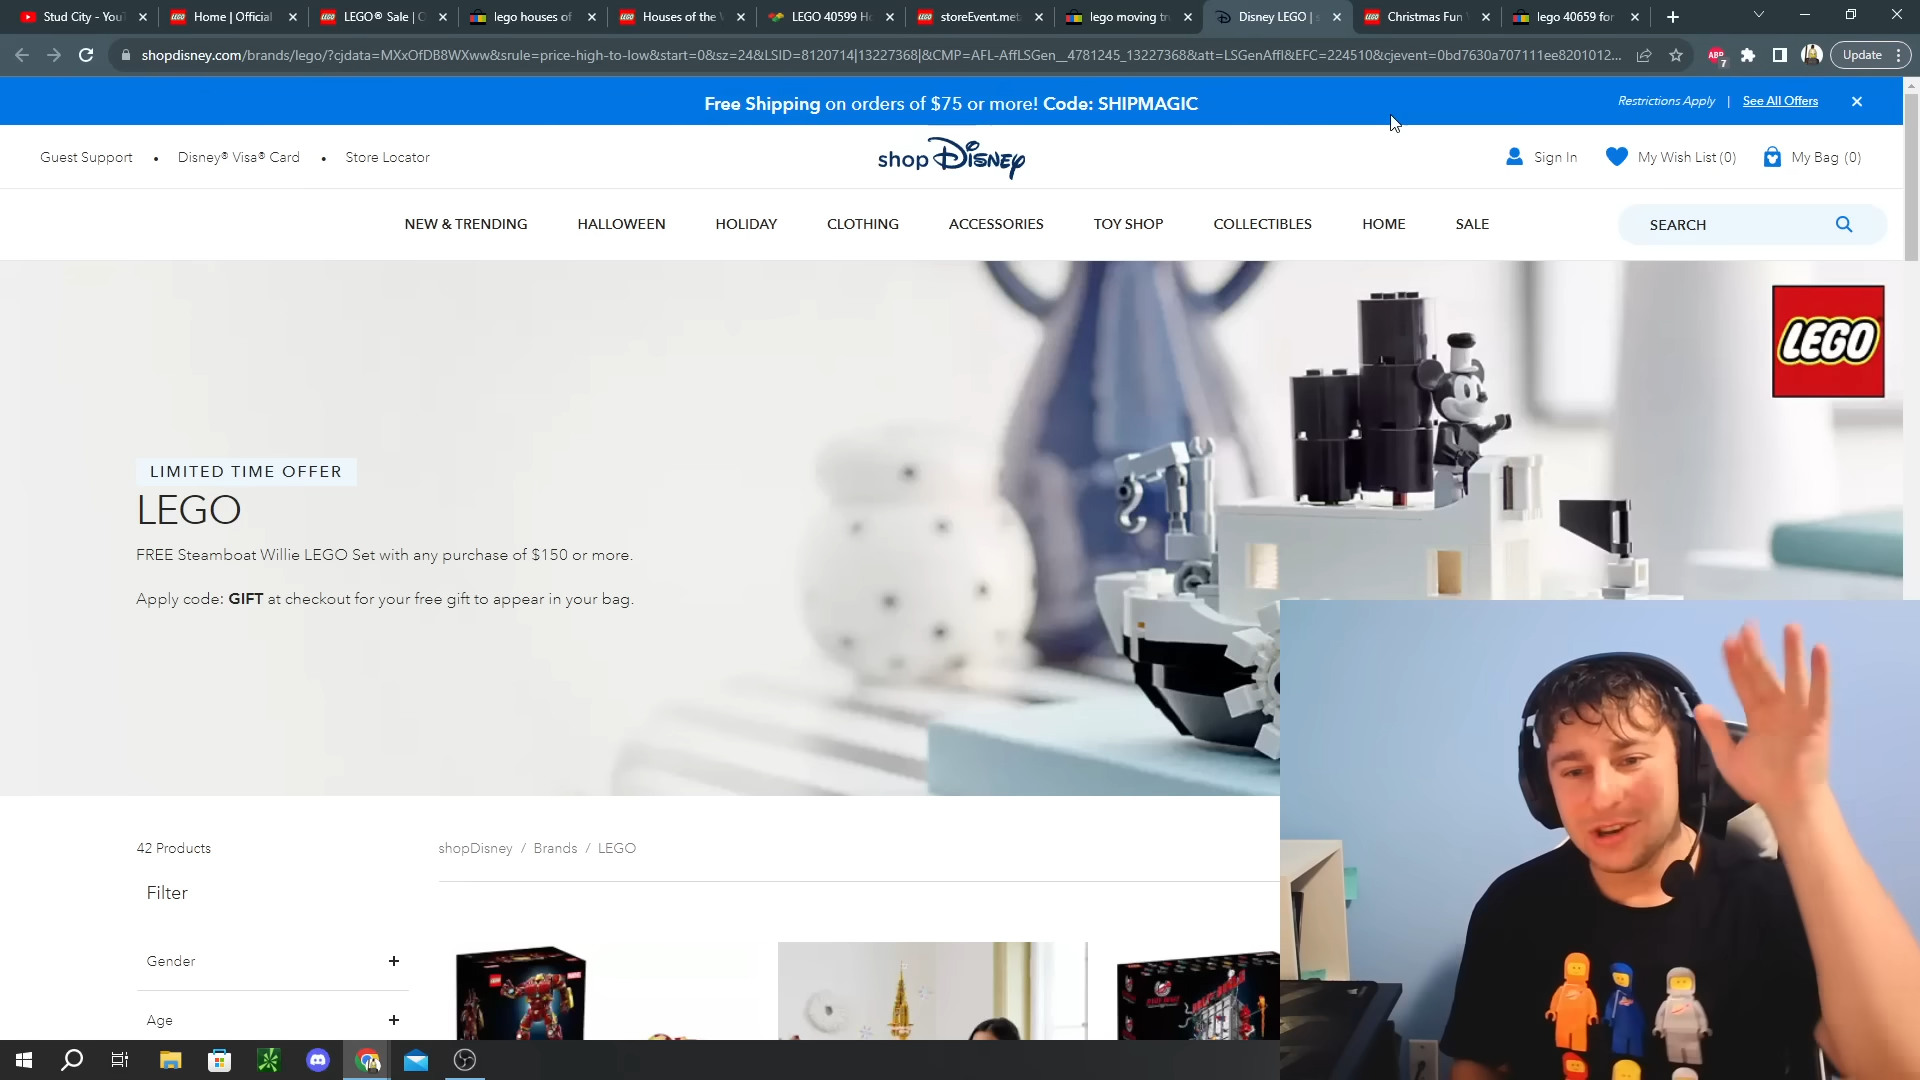 Stud City - You
Home | Official
LEGO® Sale |
lego houses of
Houses of the
LEGO 40599 H
storeEvent.met
lego moving tr
Disney LEGO |
Christmas Fun
lego 40659 for
shopdisney.com/brands/lego/?cjdata=MXxOfDB8WXww&srule=price-high-to-low&start=0&sz=24&LSID=8120714|13227368|&CMP=AFL-AffLSGen__4781245_13227368&att=LSGenAffl&EFC=224510&cjevent=0bd7630a707111ee8201012...
ABP
7
Update
Free Shipping on orders of $75 or more! Code: SHIPMAGIC
Restrictions Apply | See All Offers
Guest Support • Disney® Visa® Card • Store Locator
shop Disney
Sign In
My Wish List (0)
My Bag (0)
NEW & TRENDING
HALLOWEEN
HOLIDAY
CLOTHING
ACCESSORIES
TOY SHOP
COLLECTIBLES
HOME
SALE
SEARCH
LEGO
LIMITED TIME OFFER
LEGO
FREE Steamboat Willie LEGO Set with any purchase of $150 or more.
Apply code: GIFT at checkout for your free gift to appear in your bag.
42 Products
shopDisney / Brands / LEGO
Filter
Gender +
Age +